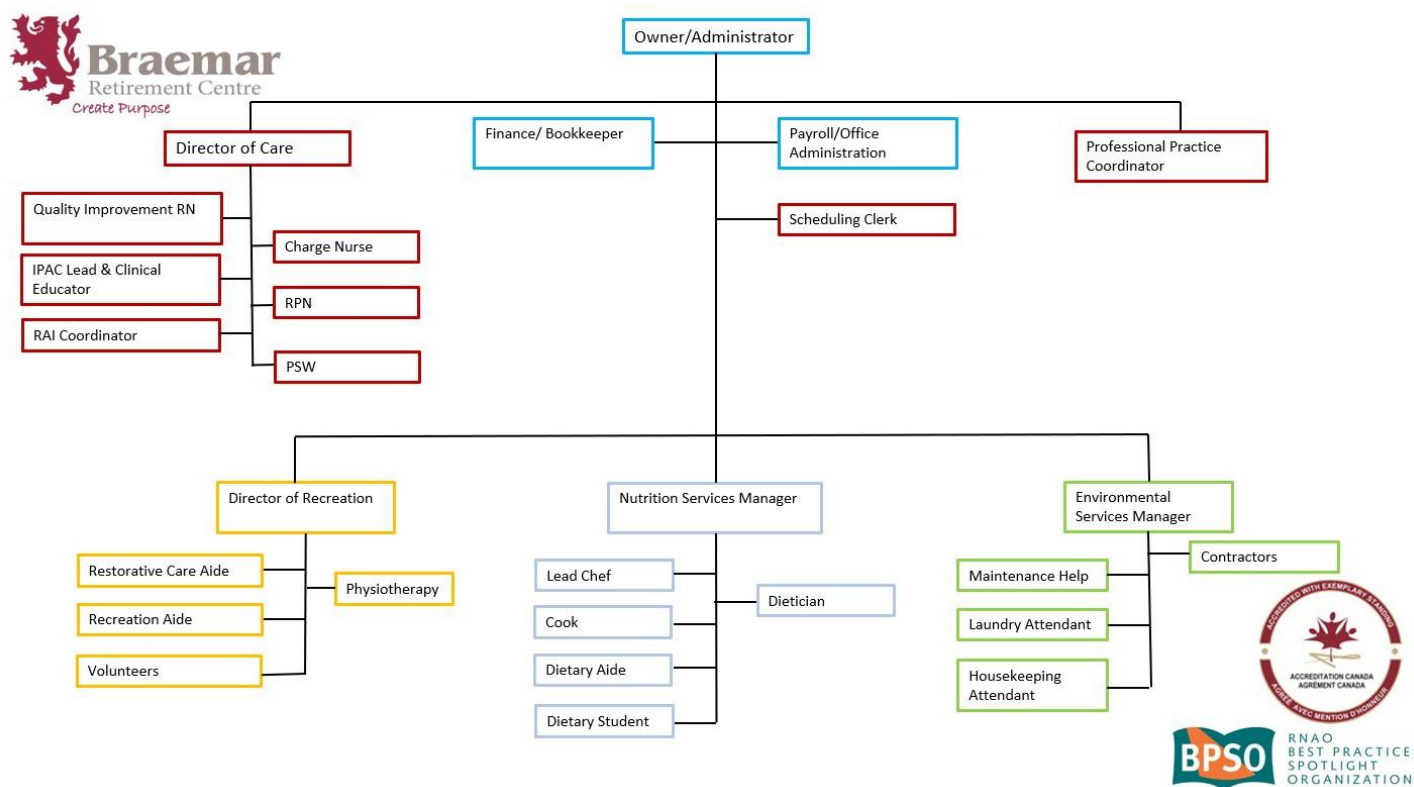 Braemar
Retirement Centre
Create Purpose
Owner/Administrator
Director of Care
Finance/ Bookkeeper
Payroll/Office
Administration
Professional Practice
Coordinator
Quality Improvement RN
Scheduling Clerk
Charge Nurse
IPAC Lead & Clinical
Educator
RPN
RAI Coordinator
PSW
Director of Recreation
Nutrition Services Manager
Environmental
Services Manager
Restorative Care Aide
Physiotherapy
Recreation Aide
Volunteers
Lead Chef
Dietician
Cook
Dietary Aide
Dietary Student
Contractors
Maintenance Help
Laundry Attendant
Housekeeping
Attendant
ACCREDITED WITH EXEMPLARY STANDING
ACCREDITATION CANADA
AGRÉMENT CANADA
AGRÉÉ AVEC MENTION D'HONNEUR
BPSO
RNAO
BEST PRACTICE
SPOTLIGHT
ORGANIZATION